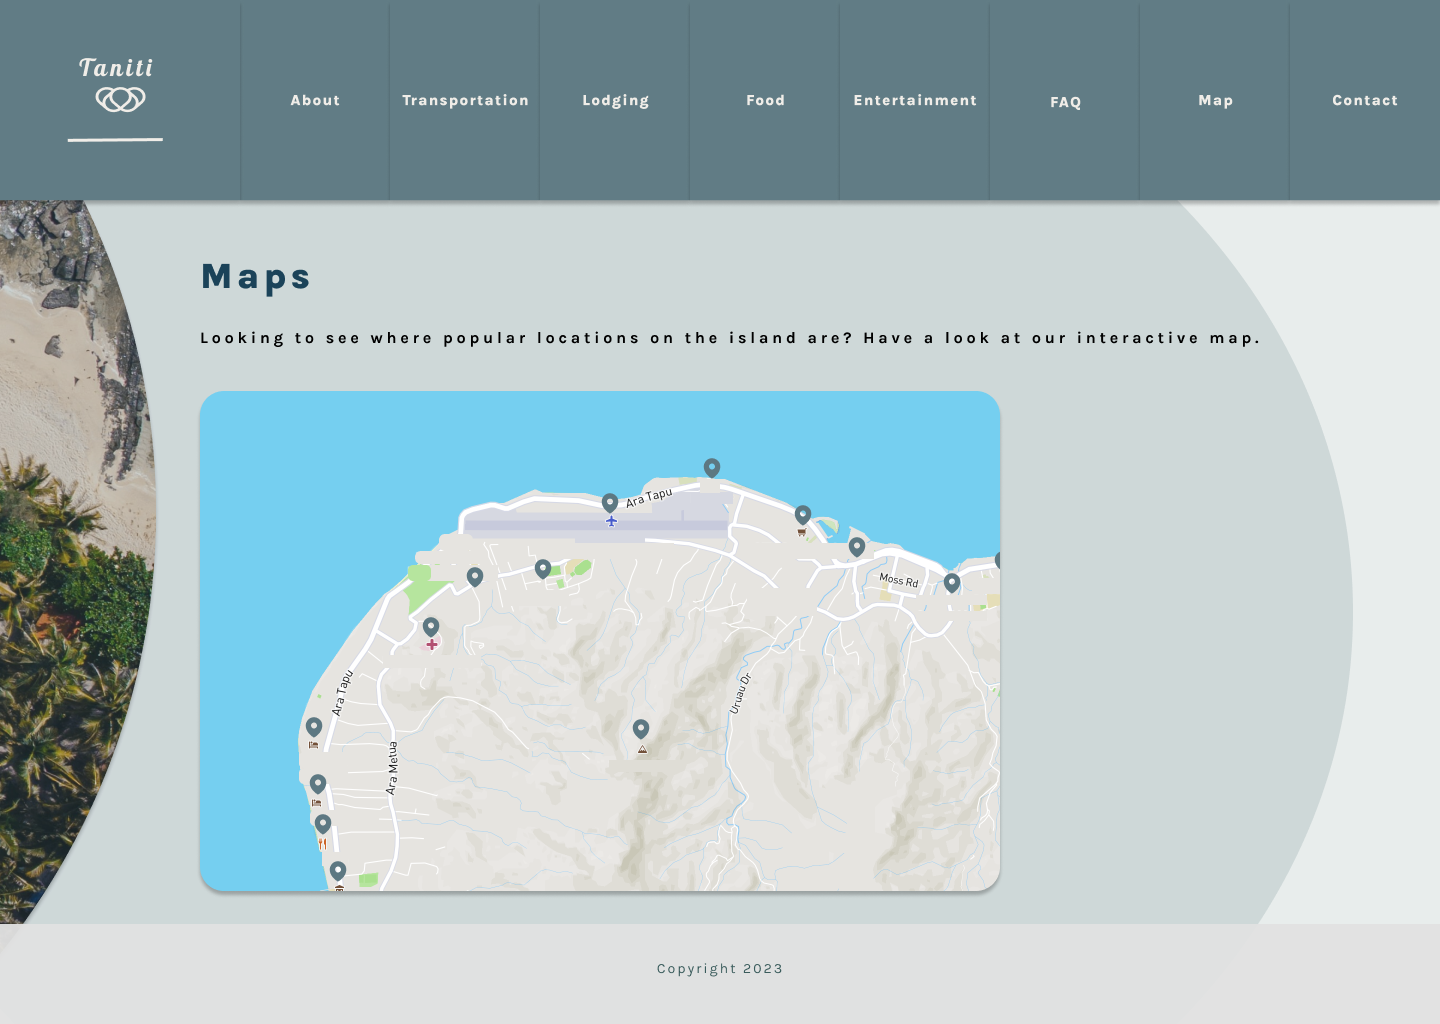 Taniti
About
Transportation
Lodging
Food
Entertainment
FAQ
Map
Contact
Maps
Looking to see where popular locations on the island are? Have a look at our interactive map.
Ara Tapu
Moss Rd
Ara Tapu
Uruau Dr
Ara Metua
Copyright 2023